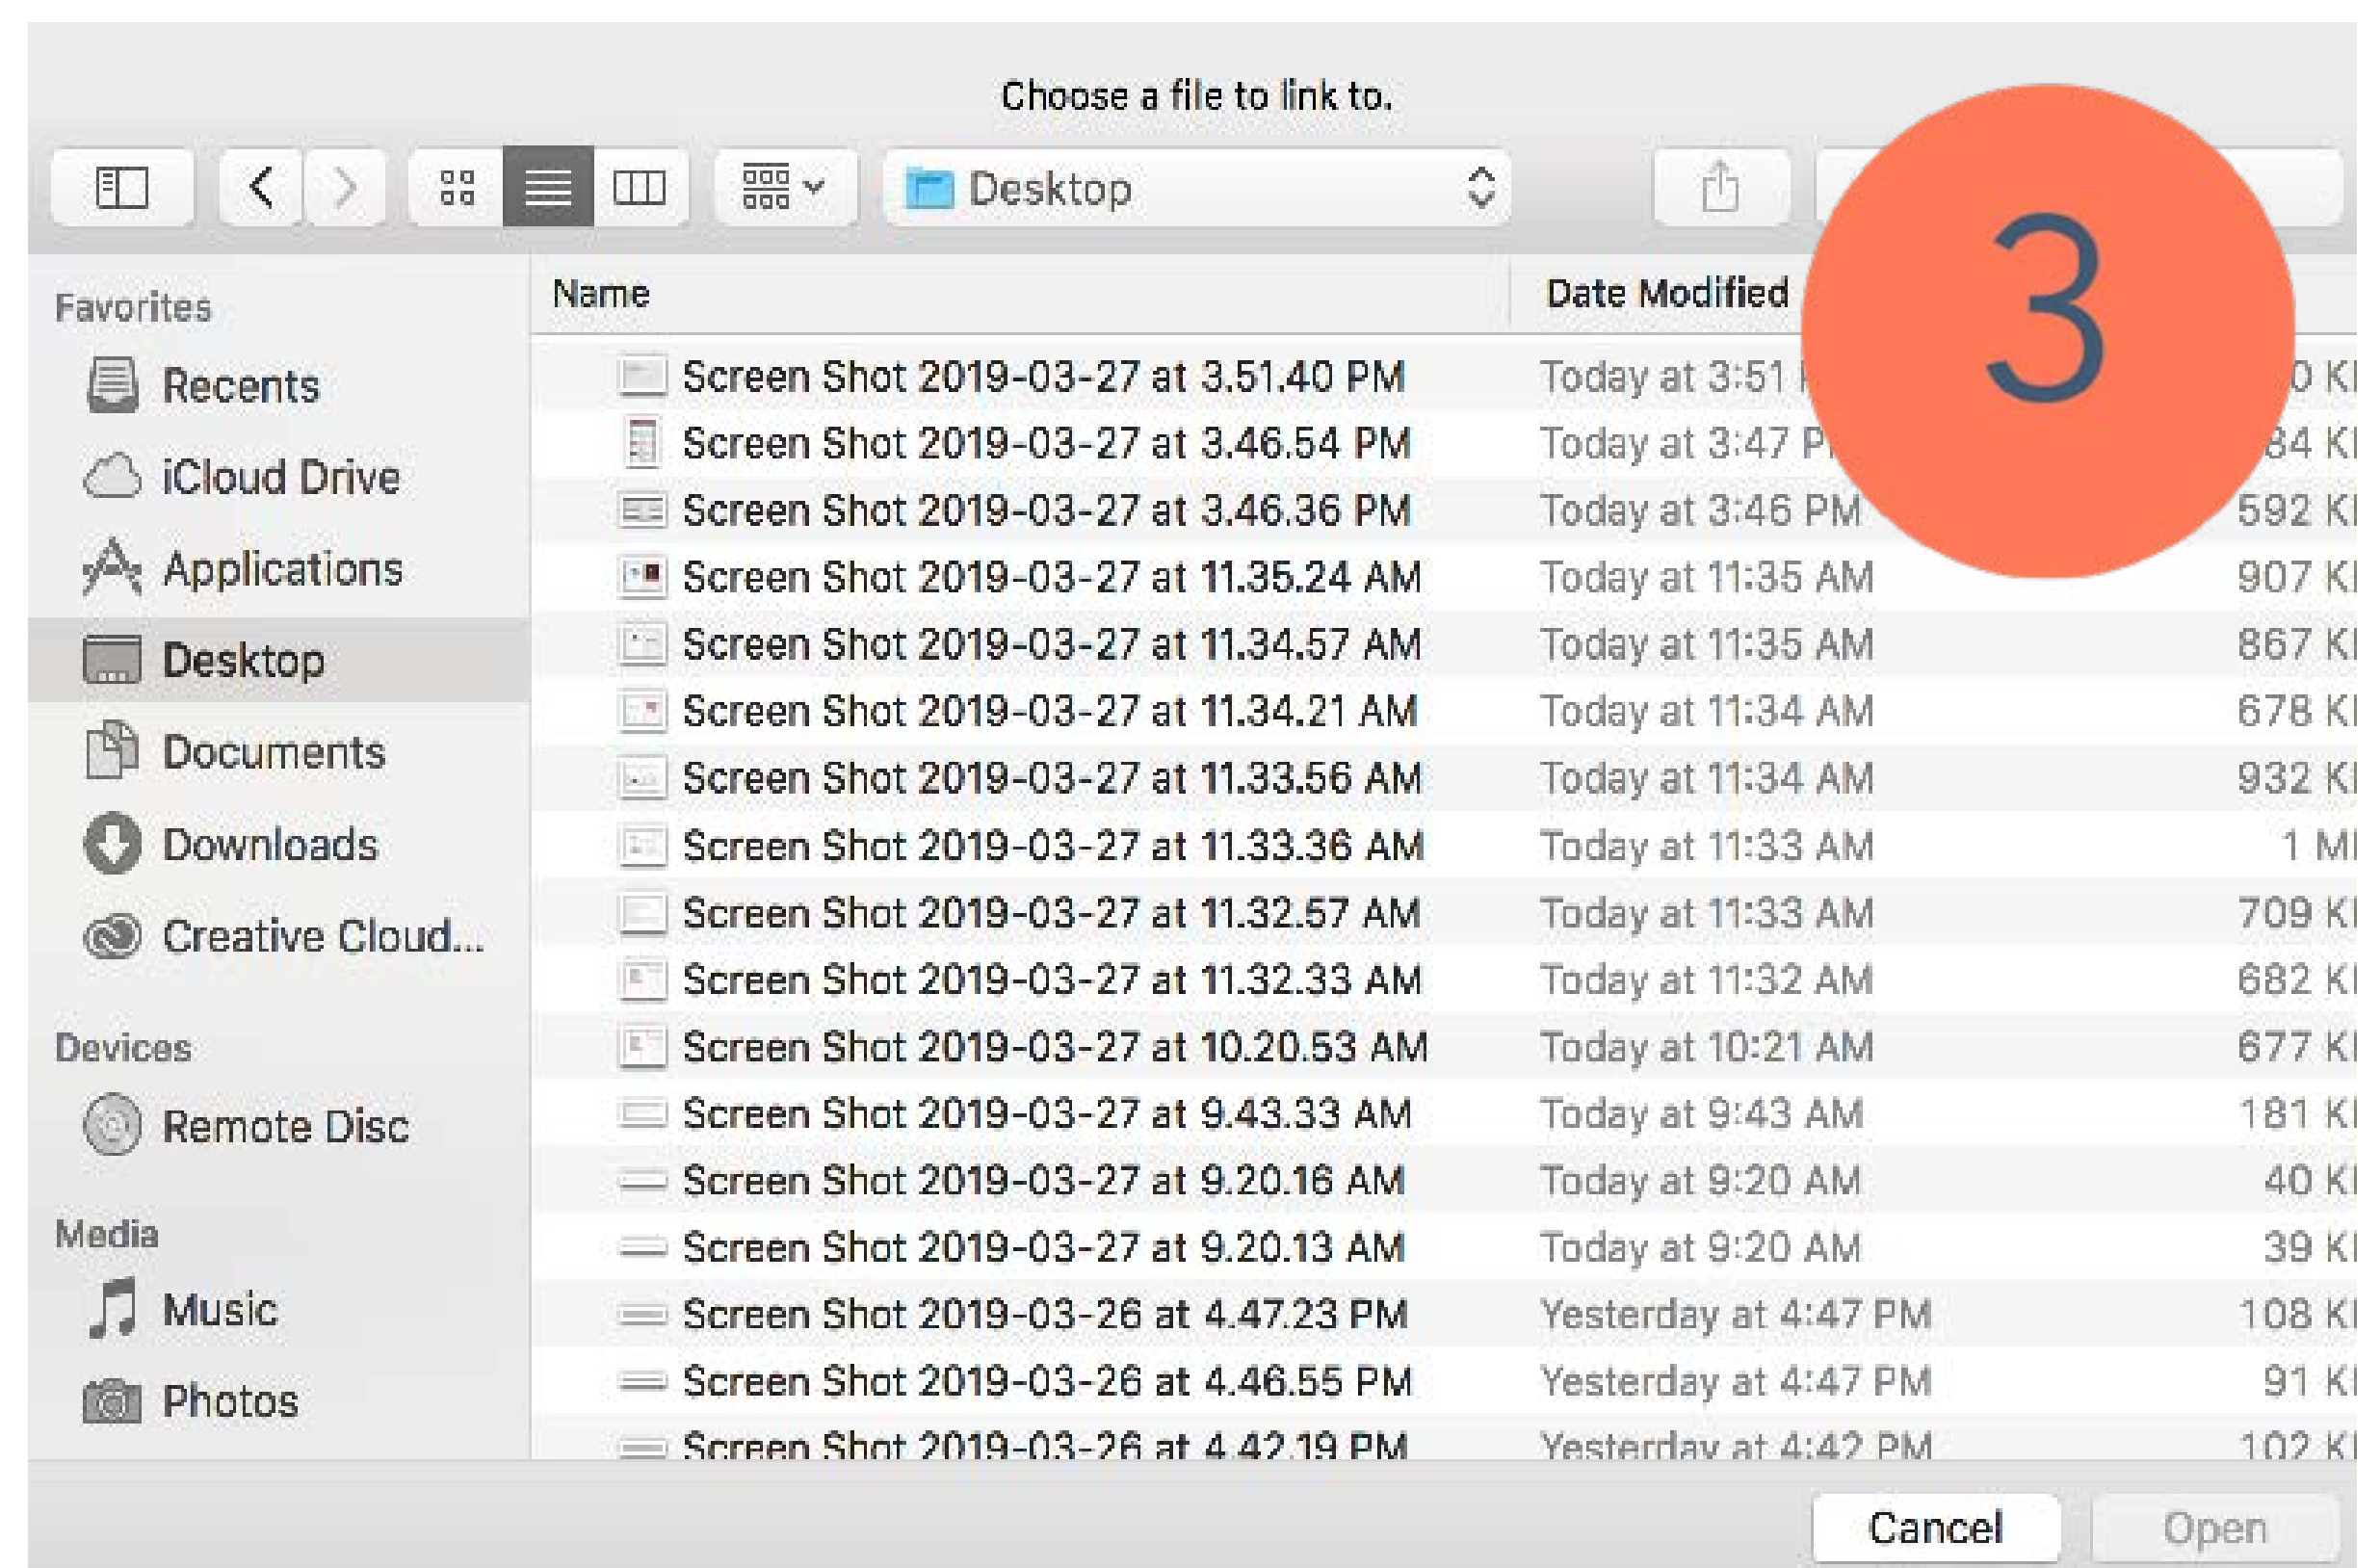 Choose a file to link to.
Desktop
3
Favorites
Recents
iCloud Drive
Applications
Desktop
Documents
Downloads
Creative Cloud...
Devices
Remote Disc
Media
Music
Photos
Name Date Modified
Screen Shot 2019-03-27 at 3.51.40 PM Today at 3:51
Screen Shot 2019-03-27 at 3.46.54 PM Today at 3:47
Screen Shot 2019-03-27 at 3.46.36 PM Today at 3:46 PM 592
Screen Shot 2019-03-27 at 11.35.24 AM Today at 11:35 AM 907
Screen Shot 2019-03-27 at 11.34.57 AM Today at 11:35 AM 867
Screen Shot 2019-03-27 at 11.34.21 AM Today at 11:34 AM 678
Screen Shot 2019-03-27 at 11.33.56 AM Today at 11:34 AM 932
Screen Shot 2019-03-27 at 11.33.36 AM Today at 11:33 AM 1
Screen Shot 2019-03-27 at 11.32.57 AM Today at 11:33 AM 709
Screen Shot 2019-03-27 at 11.32.33 AM Today at 11:32 AM 682
Screen Shot 2019-03-27 at 10.20.53 AM Today at 10:21 AM 677
Screen Shot 2019-03-27 at 9.43.33 AM Today at 9:43 AM 181
Screen Shot 2019-03-27 at 9.20.16 AM Today at 9:20 AM 40
Screen Shot 2019-03-27 at 9.20.13 AM Today at 9:20 AM 39
Screen Shot 2019-03-26 at 4.47.23 PM Yesterday at 4:47 PM 108
Screen Shot 2019-03-26 at 4.46.55 PM Yesterday at 4:47 PM 91
Screen Shot 2019-03-26 at 4.42.19 PM Yesterday at 4:42 PM 102
Cancel Open